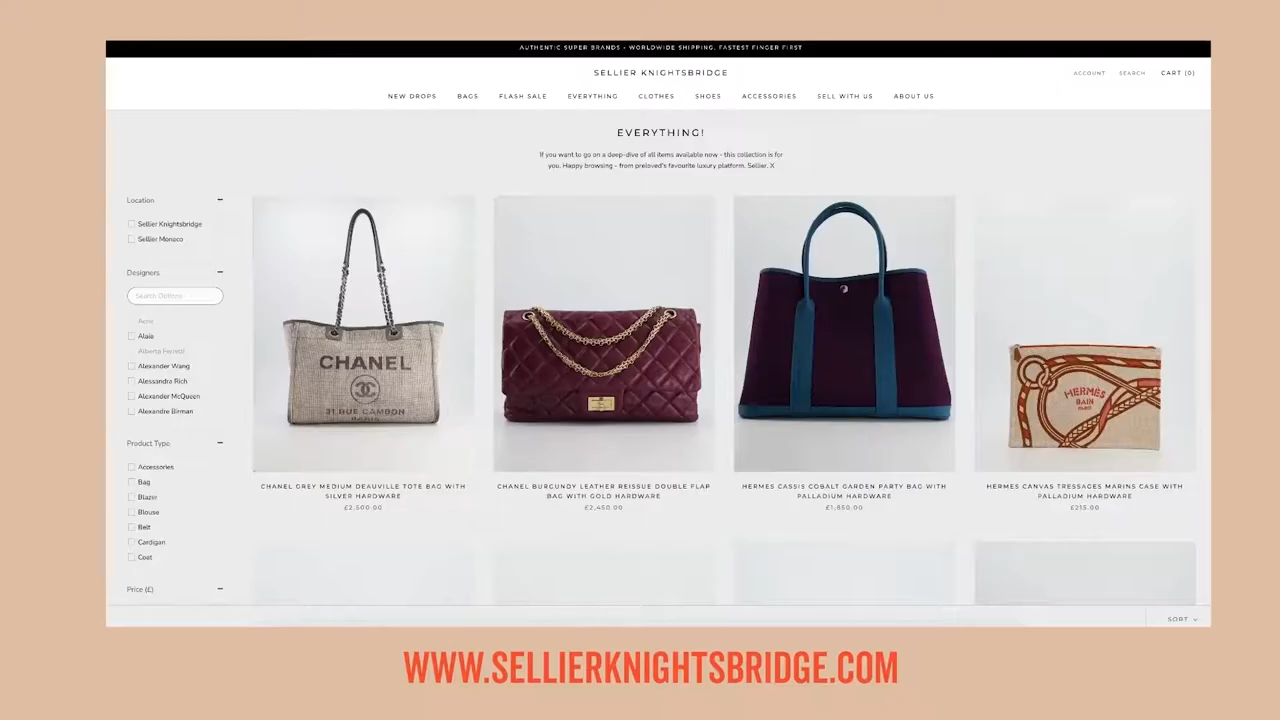 AUTHENTIC SUPER BRANDS - WORLDWIDE SHIPPING, FASTEST FINGER FIRST
SELLIER KNIGHTSBRIDGE
ACCOUNT SEARCH CART (0)
NEW DROPS BAGS FLASH SALE EVERYTHING CLOTHES SHOES ACCESSORIES SELL WITH US ABOUT US
EVERYTHING!
If you want to go on a deep-dive of all items available now - this collection is for
you. Happy browsing - from preloved's favourite luxury platform. Sellier. X
Location
Sellier Knightsbridge
Sellier Monaco
Designers
Search Options
Acne
Alaia
Alberta Ferretti
Alexander Wang
Alessandra Rich
Alexander McQueen
Alexandre Birman
Product Type
Accessories
Bag
Blazer
Blouse
Belt
Cardigan
Coat
Price (£)
CHANEL
31 RUE CAMBON
PARIS
HERMÈS
BAIN
PARIS
CHANEL GREY MEDIUM DEAUVILLE TOTE BAG WITH
SILVER HARDWARE
£2,500.00
CHANEL BURGUNDY LEATHER REISSUE DOUBLE FLAP
BAG WITH GOLD HARDWARE
£2,450.00
HERMES CASSIS COBALT GARDEN PARTY BAG WITH
PALLADIUM HARDWARE
£1,850.00
HERMES CANVAS TRESSAGES MARINS CASE WITH
PALLADIUM HARDWARE
£215.00
SORT
WWW.SELLIERKNIGHTSBRIDGE.COM